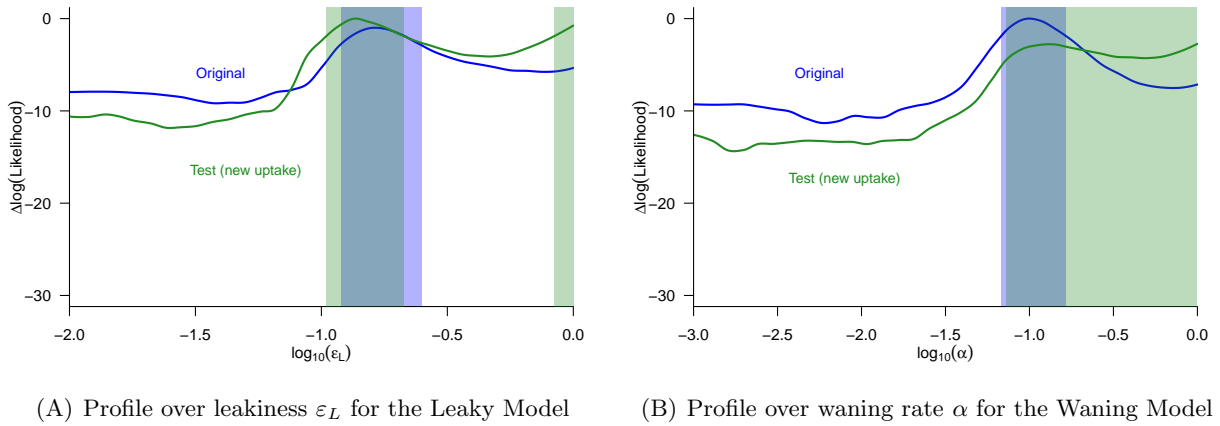 0
−10
−20
−30
Δlog(Likelihood)
Original
Test (new uptake)
−2.0 −1.5 −1.0 −0.5 0.0
log₁₀(ε_L)
(A) Profile over leakiness ε_L for the Leaky Model
0
−10
−20
−30
Δlog(Likelihood)
Original
Test (new uptake)
−3.0 −2.5 −2.0 −1.5 −1.0 −0.5 0.0
log₁₀(α)
(B) Profile over waning rate α for the Waning Model